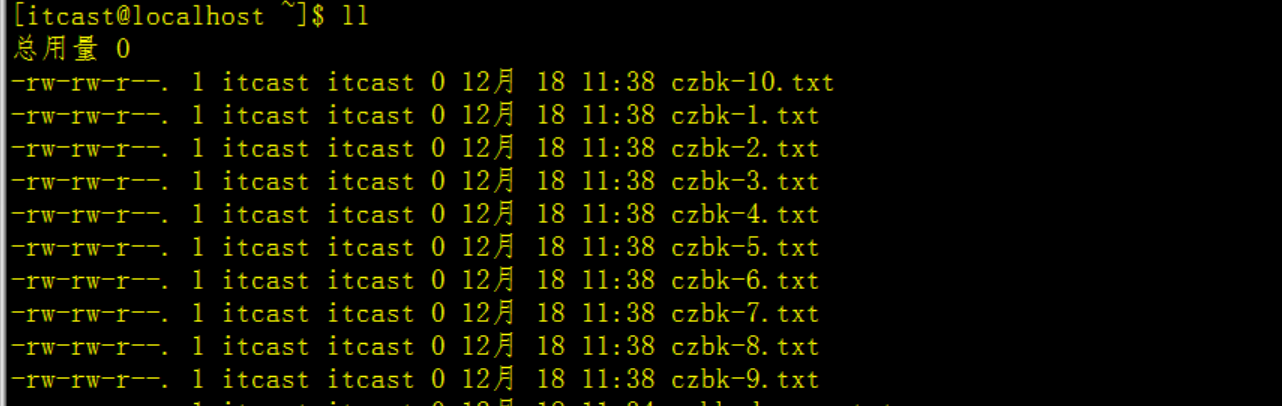 [itcast@localhost ~]$ ll
总用量 0
-rw-rw-r--. 1 itcast itcast 0 12月 18 11:38 czbk-10.txt
-rw-rw-r--. 1 itcast itcast 0 12月 18 11:38 czbk-1.txt
-rw-rw-r--. 1 itcast itcast 0 12月 18 11:38 czbk-2.txt
-rw-rw-r--. 1 itcast itcast 0 12月 18 11:38 czbk-3.txt
-rw-rw-r--. 1 itcast itcast 0 12月 18 11:38 czbk-4.txt
-rw-rw-r--. 1 itcast itcast 0 12月 18 11:38 czbk-5.txt
-rw-rw-r--. 1 itcast itcast 0 12月 18 11:38 czbk-6.txt
-rw-rw-r--. 1 itcast itcast 0 12月 18 11:38 czbk-7.txt
-rw-rw-r--. 1 itcast itcast 0 12月 18 11:38 czbk-8.txt
-rw-rw-r--. 1 itcast itcast 0 12月 18 11:38 czbk-9.txt